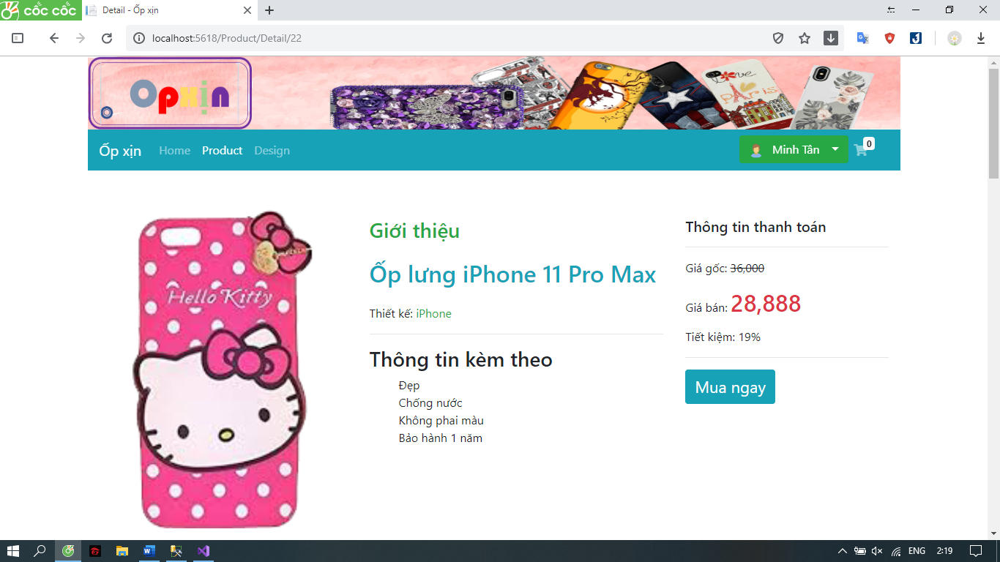 cốc cốc
Detail - Ốp xịn
localhost:5618/Product/Detail/22
Opxịn
Love
PARIS
Ốp xịn Home Product Design Minh Tân 0
Hello Kitty
Giới thiệu
Ốp lưng iPhone 11 Pro Max
Thiết kế: iPhone
Thông tin kèm theo
Đẹp
Chống nước
Không phai màu
Bảo hành 1 năm
Thông tin thanh toán
Giá gốc: 36,000
Giá bán: 28,888
Tiết kiệm: 19%
Mua ngay
ENG 2:19